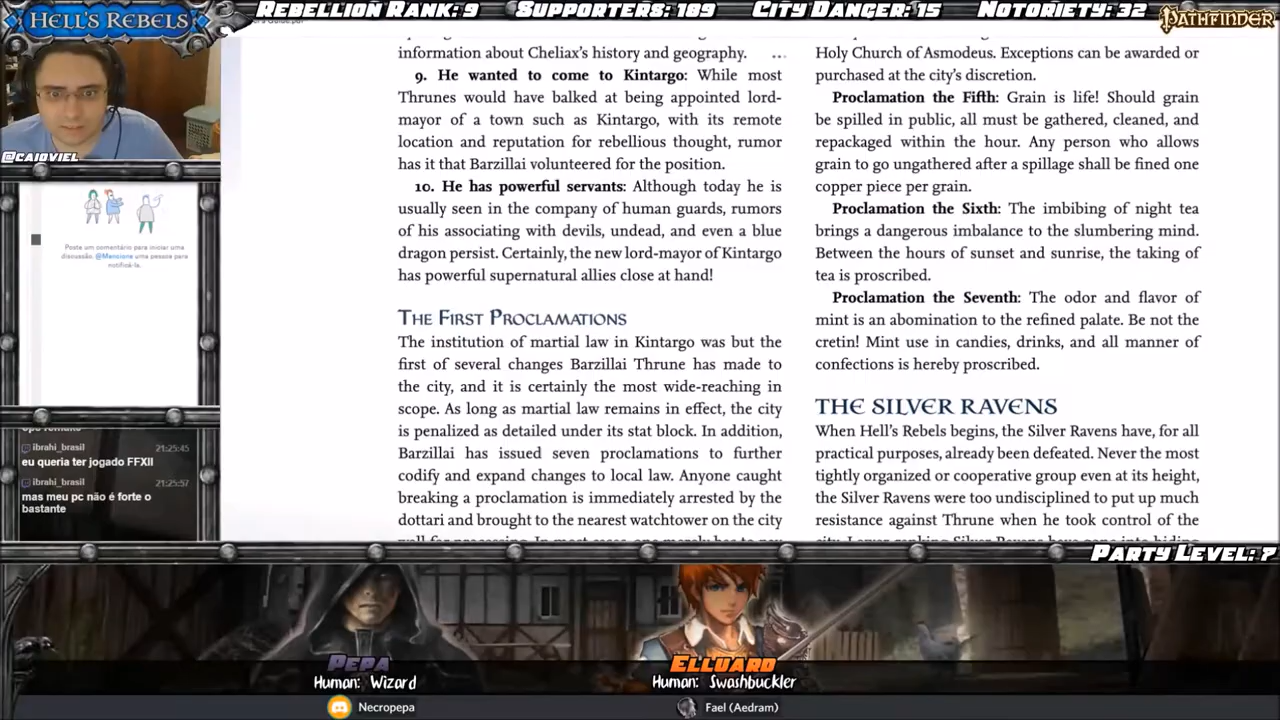 HELL'S REBELS
REBELLION RANK: 9
SUPPORTERS: 189
CITY DANGER: 15
NOTORIETY: 32
PATHFINDER
@CAIOVIEL
Poste um comentário para iniciar uma
discussão. @Mencione uma pessoa para
notificá-la.
ibrahi_brasil 21:25:45
eu queria ter jogado FFXII
ibrahi_brasil 21:25:57
mas meu pc não é forte o
bastante
information about Cheliax's history and geography. ...
9. He wanted to come to Kintargo: While most
Thrunes would have balked at being appointed lord-
mayor of a town such as Kintargo, with its remote
location and reputation for rebellious thought, rumor
has it that Barzillai volunteered for the position.
10. He has powerful servants: Although today he is
usually seen in the company of human guards, rumors
of his associating with devils, undead, and even a blue
dragon persist. Certainly, the new lord-mayor of Kintargo
has powerful supernatural allies close at hand!
THE FIRST PROCLAMATIONS
The institution of martial law in Kintargo was but the
first of several changes Barzillai Thrune has made to
the city, and it is certainly the most wide-reaching in
scope. As long as martial law remains in effect, the city
is penalized as detailed under its stat block. In addition,
Barzillai has issued seven proclamations to further
codify and expand changes to local law. Anyone caught
breaking a proclamation is immediately arrested by the
dottari and brought to the nearest watchtower on the city
Holy Church of Asmodeus. Exceptions can be awarded or
purchased at the city's discretion.
Proclamation the Fifth: Grain is life! Should grain
be spilled in public, all must be gathered, cleaned, and
repackaged within the hour. Any person who allows
grain to go ungathered after a spillage shall be fined one
copper piece per grain.
Proclamation the Sixth: The imbibing of night tea
brings a dangerous imbalance to the slumbering mind.
Between the hours of sunset and sunrise, the taking of
tea is proscribed.
Proclamation the Seventh: The odor and flavor of
mint is an abomination to the refined palate. Be not the
cretin! Mint use in candies, drinks, and all manner of
confections is hereby proscribed.
THE SILVER RAVENS
When Hell's Rebels begins, the Silver Ravens have, for all
practical purposes, already been defeated. Never the most
tightly organized or cooperative group even at its height,
the Silver Ravens were too undisciplined to put up much
resistance against Thrune when he took control of the
PARTY LEVEL: 7
PEPA
Human: Wizard
Necropepa
ELLUARD
Human: Swashbuckler
Fael (Aedram)